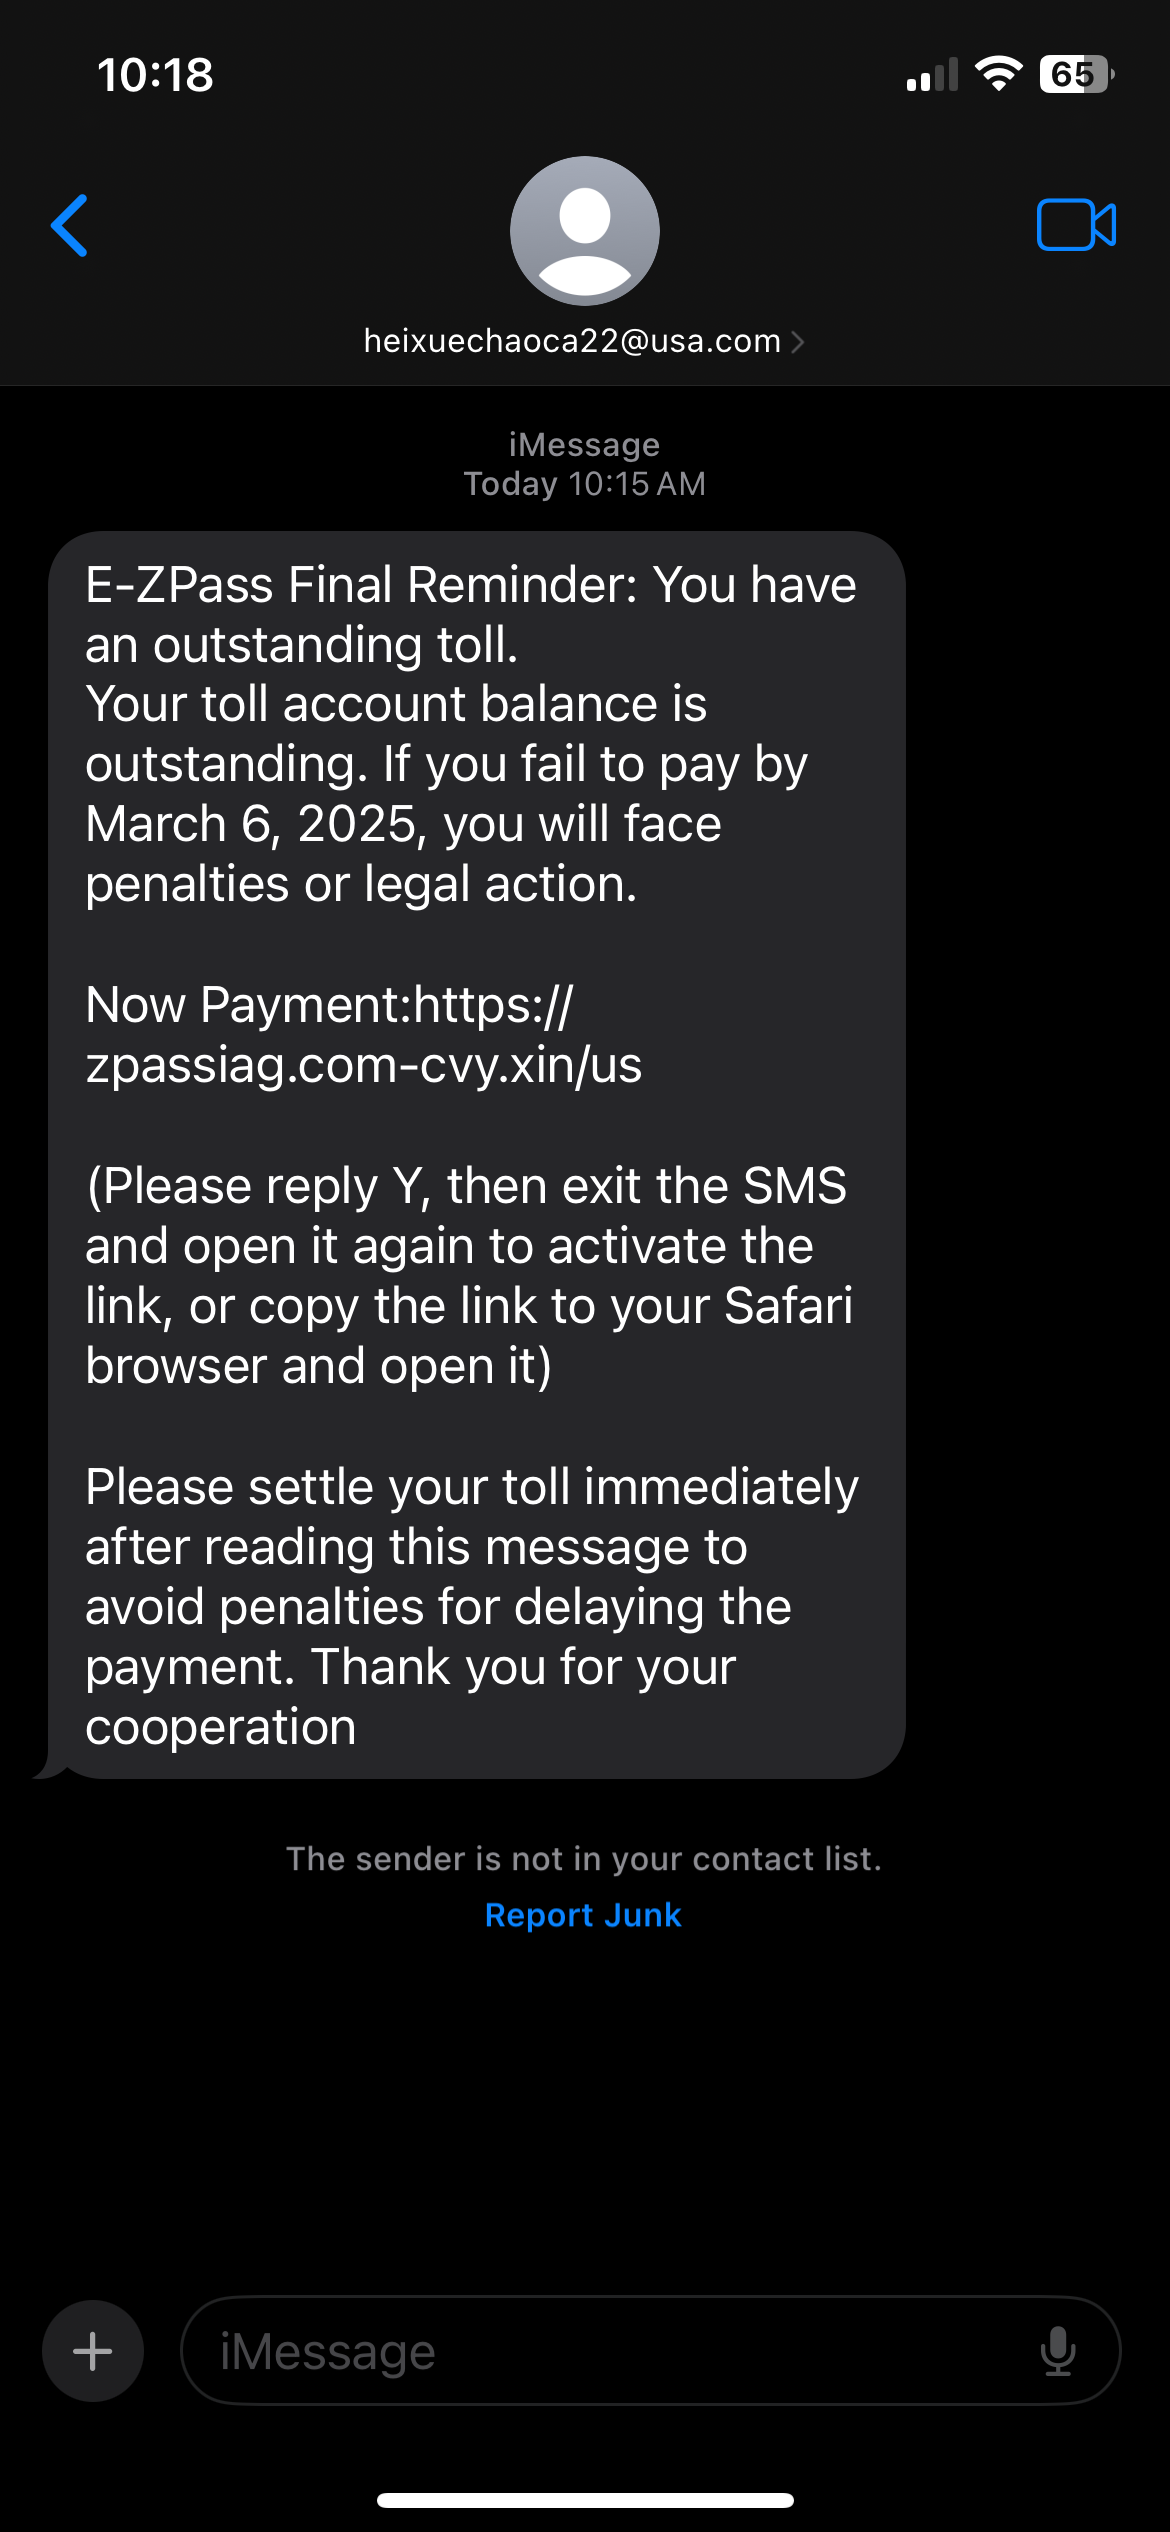 10:18
65
heixuechaoca22@usa.com
iMessage
Today 10:15 AM
E-ZPass Final Reminder: You have
an outstanding toll.
Your toll account balance is
outstanding. If you fail to pay by
March 6, 2025, you will face
penalties or legal action.
Now Payment:https://
zpassiag.com-cvy.xin/us
(Please reply Y, then exit the SMS
and open it again to activate the
link, or copy the link to your Safari
browser and open it)
Please settle your toll immediately
after reading this message to
avoid penalties for delaying the
payment. Thank you for your
cooperation
The sender is not in your contact list.
Report Junk
iMessage